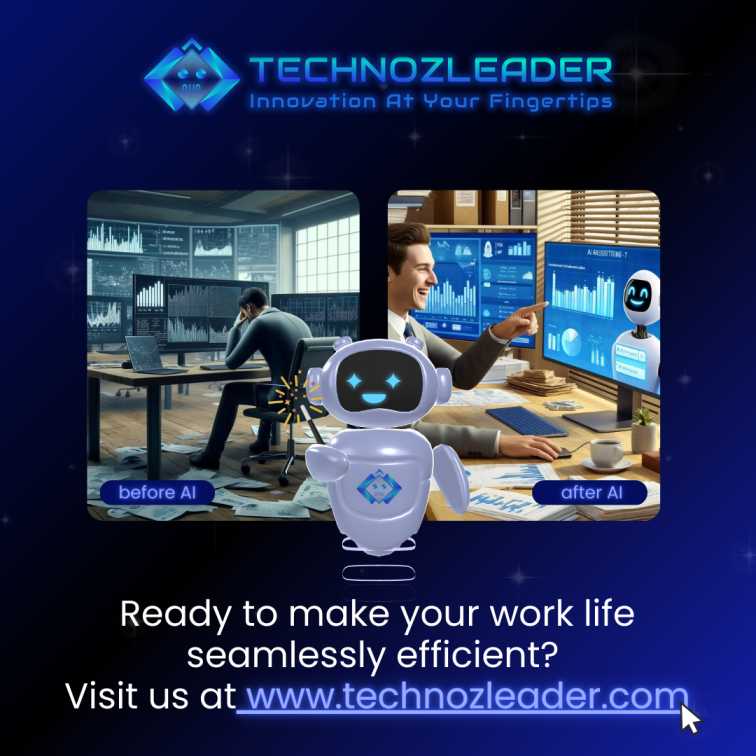 TECHNOZLEADER
Innovation At Your Fingertips
before AI
after AI
Ready to make your work life
seamlessly efficient?
Visit us at www.technozleader.com